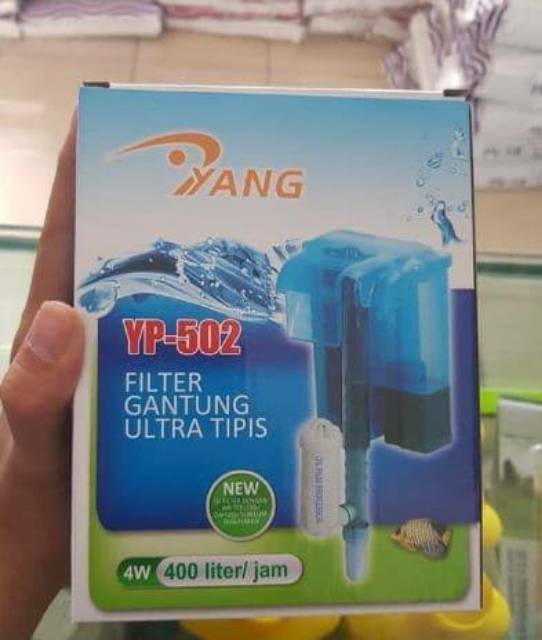 YANG
YP-502
FILTER
GANTUNG
ULTRA TIPIS
NEW
4W 400 liter/ jam